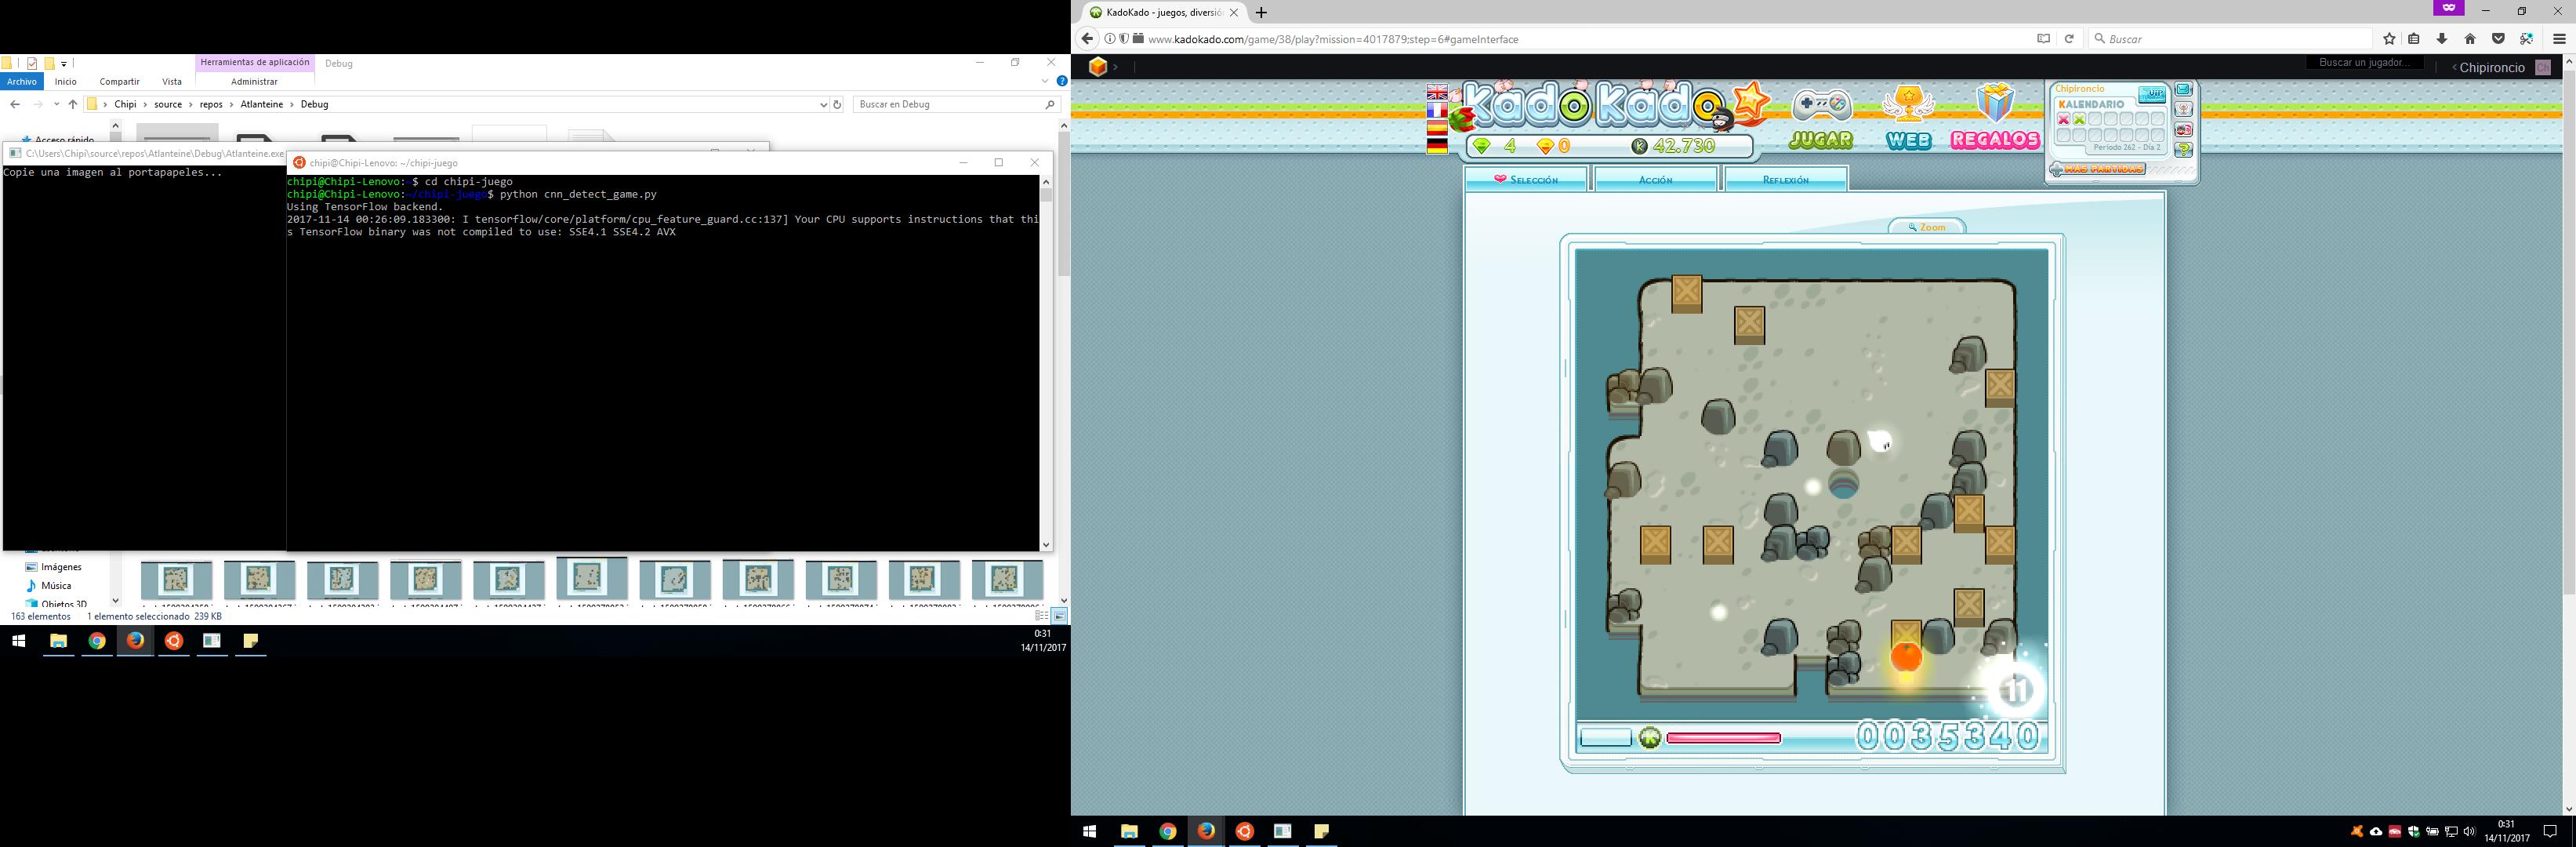 Herramientas de aplicación
Debug
Archivo
Inicio
Compartir
Vista
Administrar
Chipi › source › repos › Atlanteine › Debug
Buscar en Debug
Acceso rápido
C:\Users\Chipi\source\repos\Atlanteine\Debug\Atlanteine.exe
Copie una imagen al portapapeles...
chipi@Chipi-Lenovo: ~/chipi-juego
chipi@Chipi-Lenovo:~$ cd chipi-juego
chipi@Chipi-Lenovo:~/chipi-juego$ python cnn_detect_game.py
Using TensorFlow backend.
2017-11-14 00:26:09.183300: I tensorflow/core/platform/cpu_feature_guard.cc:137] Your CPU supports instructions that thi
s TensorFlow binary was not compiled to use: SSE4.1 SSE4.2 AVX
Imágenes
Música
Objetos 3D
163 elementos
1 elemento seleccionado 239 KB
0:31
14/11/2017
KadoKado - juegos, diversión
www.kadokado.com/game/38/play?mission=4017879;step=6#gameInterface
Buscar
Buscar un jugador...
Chipironcio
Ch
KadoKado
4
0
K
42.730
JUGAR
WEB
REGALOS
Chipironcio
KALENDARIO
VIP
Periodo 262 - Día 2
MÁS PARTIDAS
SELECCIÓN
ACCIÓN
REFLEXIÓN
Zoom
11
0035340
0:31
14/11/2017